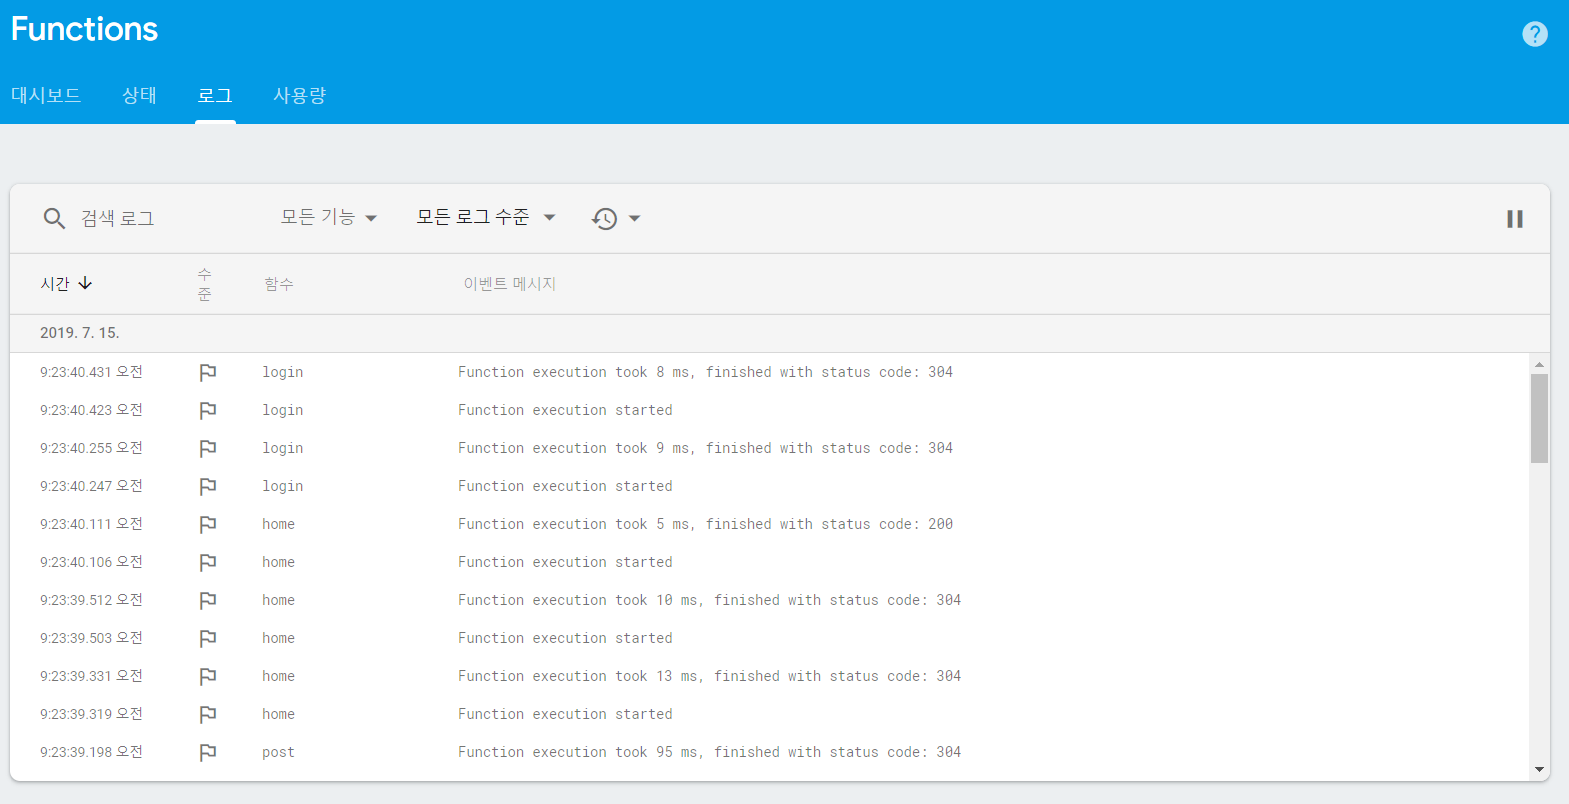 Functions
?
대시보드 상태 로그 사용량
검색 로그 모든 기능 모든 로그 수준
시간 수준 함수 이벤트 메시지
2019. 7. 15.
9:23:40.431 오전 login Function execution took 8 ms, finished with status code: 304
9:23:40.423 오전 login Function execution started
9:23:40.255 오전 login Function execution took 9 ms, finished with status code: 304
9:23:40.247 오전 login Function execution started
9:23:40.111 오전 home Function execution took 5 ms, finished with status code: 200
9:23:40.106 오전 home Function execution started
9:23:39.512 오전 home Function execution took 10 ms, finished with status code: 304
9:23:39.503 오전 home Function execution started
9:23:39.331 오전 home Function execution took 13 ms, finished with status code: 304
9:23:39.319 오전 home Function execution started
9:23:39.198 오전 post Function execution took 95 ms, finished with status code: 304